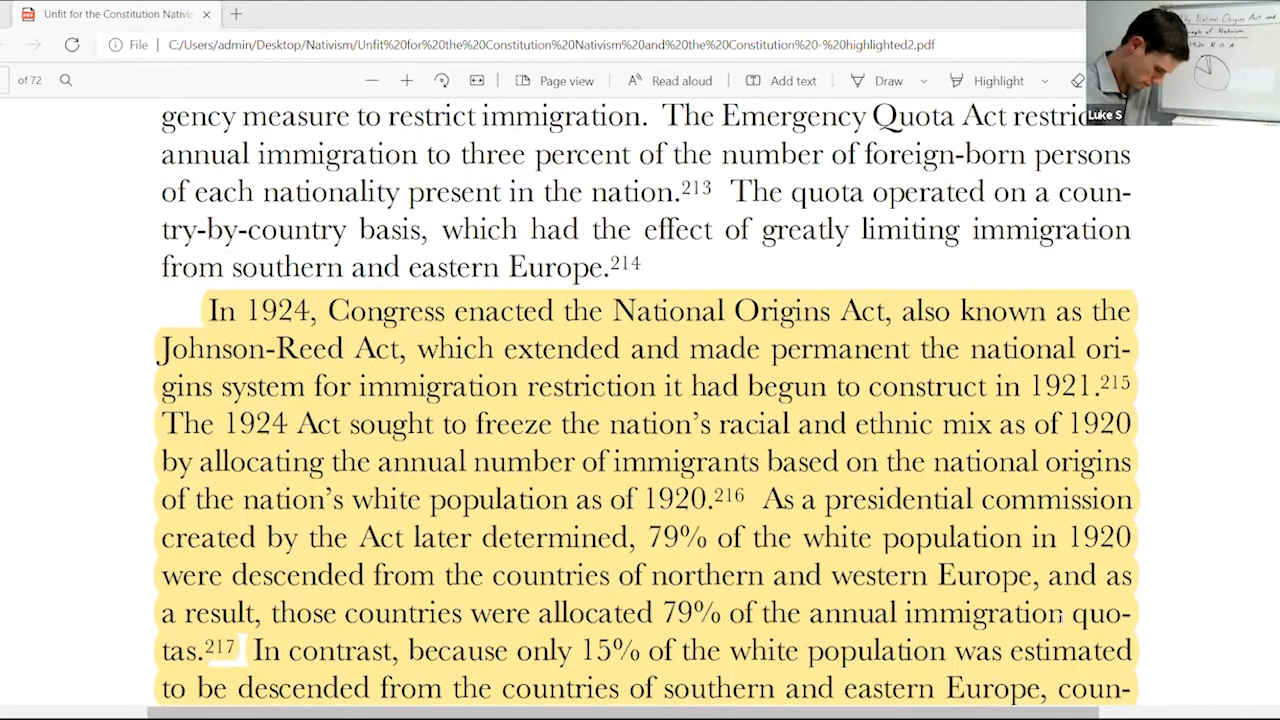 Unfit for the Constitution Nativis
File
C:/Users/admin/Desktop/Nativism/Unfit%20for%20the%20Constitution%20Nativism%20and%20the%20Constitution%20-%20highlighted2.pdf
of 72
Page view
Read aloud
Add text
Draw
Highlight
The National Origins Act and
of Nativism
N O A
Luke S
gency measure to restrict immigration. The Emergency Quota Act restric
annual immigration to three percent of the number of foreign-born persons
of each nationality present in the nation.213 The quota operated on a coun-
try-by-country basis, which had the effect of greatly limiting immigration
from southern and eastern Europe.214
In 1924, Congress enacted the National Origins Act, also known as the
Johnson-Reed Act, which extended and made permanent the national ori-
gins system for immigration restriction it had begun to construct in 1921.215
The 1924 Act sought to freeze the nation's racial and ethnic mix as of 1920
by allocating the annual number of immigrants based on the national origins
of the nation's white population as of 1920.216 As a presidential commission
created by the Act later determined, 79% of the white population in 1920
were descended from the countries of northern and western Europe, and as
a result, those countries were allocated 79% of the annual immigration quo-
tas.217 In contrast, because only 15% of the white population was estimated
to be descended from the countries of southern and eastern Europe, coun-